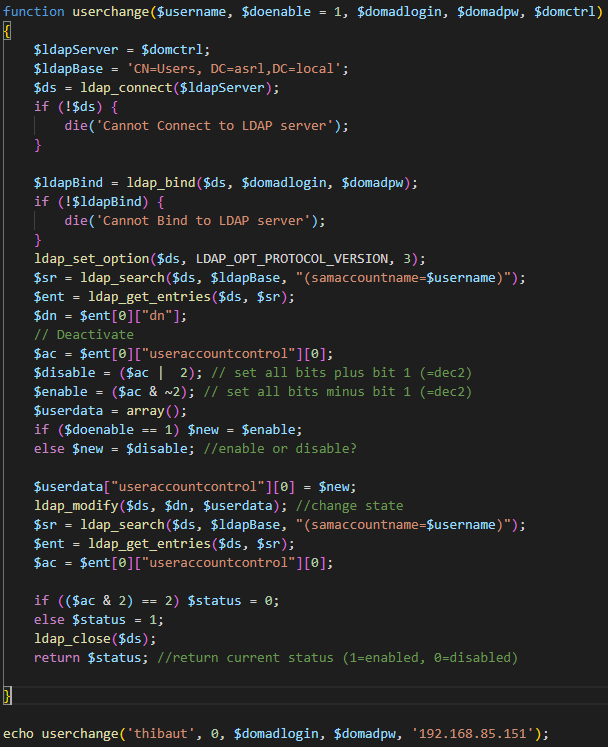 function userchange($username, $doenable = 1, $domadlogin, $domadpw, $domctrl)
{
    $ldapServer = $domctrl;
    $ldapBase = 'CN=Users, DC=asrl,DC=local';
    $ds = ldap_connect($ldapServer);
    if (!$ds) {
        die('Cannot Connect to LDAP server');
    }

    $ldapBind = ldap_bind($ds, $domadlogin, $domadpw);
    if (!$ldapBind) {
        die('Cannot Bind to LDAP server');
    }
    ldap_set_option($ds, LDAP_OPT_PROTOCOL_VERSION, 3);
    $sr = ldap_search($ds, $ldapBase, "(samaccountname=$username)");
    $ent = ldap_get_entries($ds, $sr);
    $dn = $ent[0]["dn"];
    // Deactivate
    $ac = $ent[0]["useraccountcontrol"][0];
    $disable = ($ac |  2); // set all bits plus bit 1 (=dec2)
    $enable = ($ac & ~2); // set all bits minus bit 1 (=dec2)
    $userdata = array();
    if ($doenable == 1) $new = $enable;
    else $new = $disable; //enable or disable?

    $userdata["useraccountcontrol"][0] = $new;
    ldap_modify($ds, $dn, $userdata); //change state
    $sr = ldap_search($ds, $ldapBase, "(samaccountname=$username)");
    $ent = ldap_get_entries($ds, $sr);
    $ac = $ent[0]["useraccountcontrol"][0];

    if (($ac & 2) == 2) $status = 0;
    else $status = 1;
    ldap_close($ds);
    return $status; //return current status (1=enabled, 0=disabled)

}

echo userchange('thibaut', 0, $domadlogin, $domadpw, '192.168.85.151');